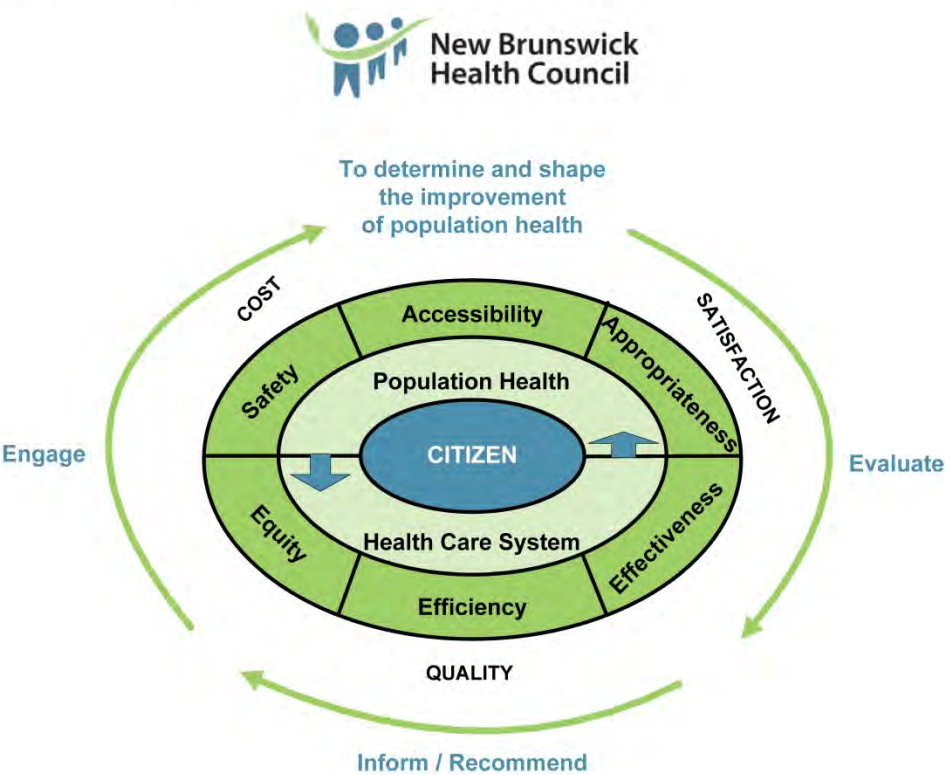 New Brunswick
Health Council
To determine and shape
the improvement
of population health
COST
SATISFACTION
Accessibility
Safety
Appropriateness
Population Health
Engage
CITIZEN
Evaluate
Equity
Health Care System
Effectiveness
Efficiency
QUALITY
Inform / Recommend